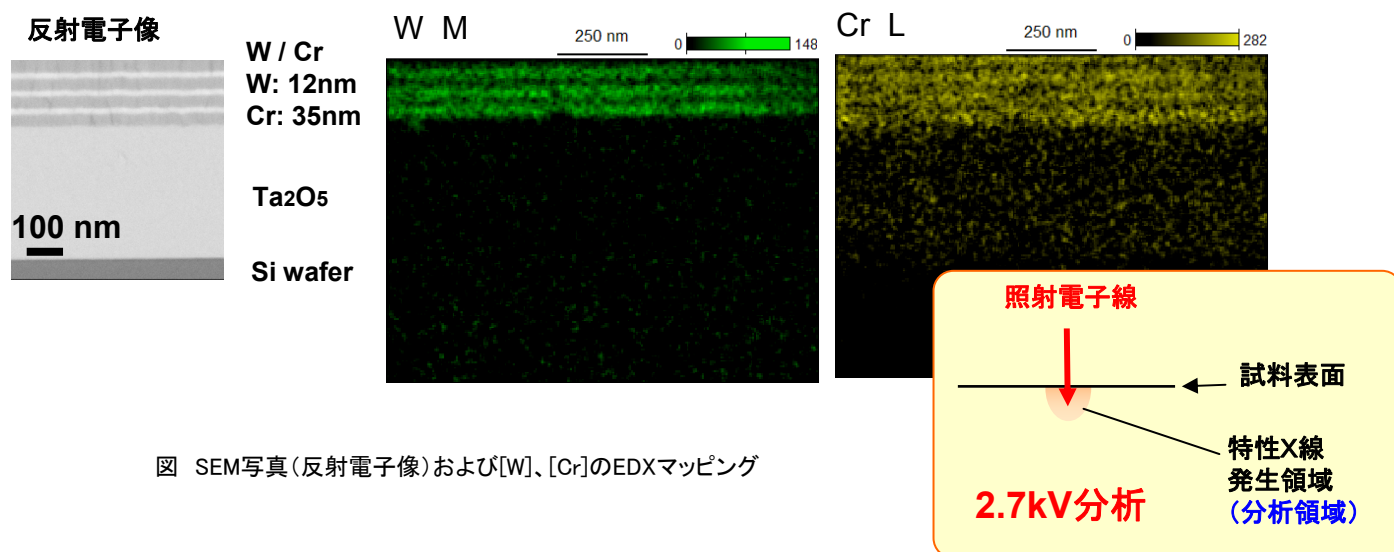 反射電子像
W / Cr
W: 12nm
Cr: 35nm
Ta2O5
Si wafer
100 nm
W M
250 nm
0
148
Cr L
250 nm
0
282
照射電子線
試料表面
特性X線
発生領域
（分析領域）
2.7kV分析
図 SEM写真（反射電子像）および[W]、[Cr]のEDXマッピング